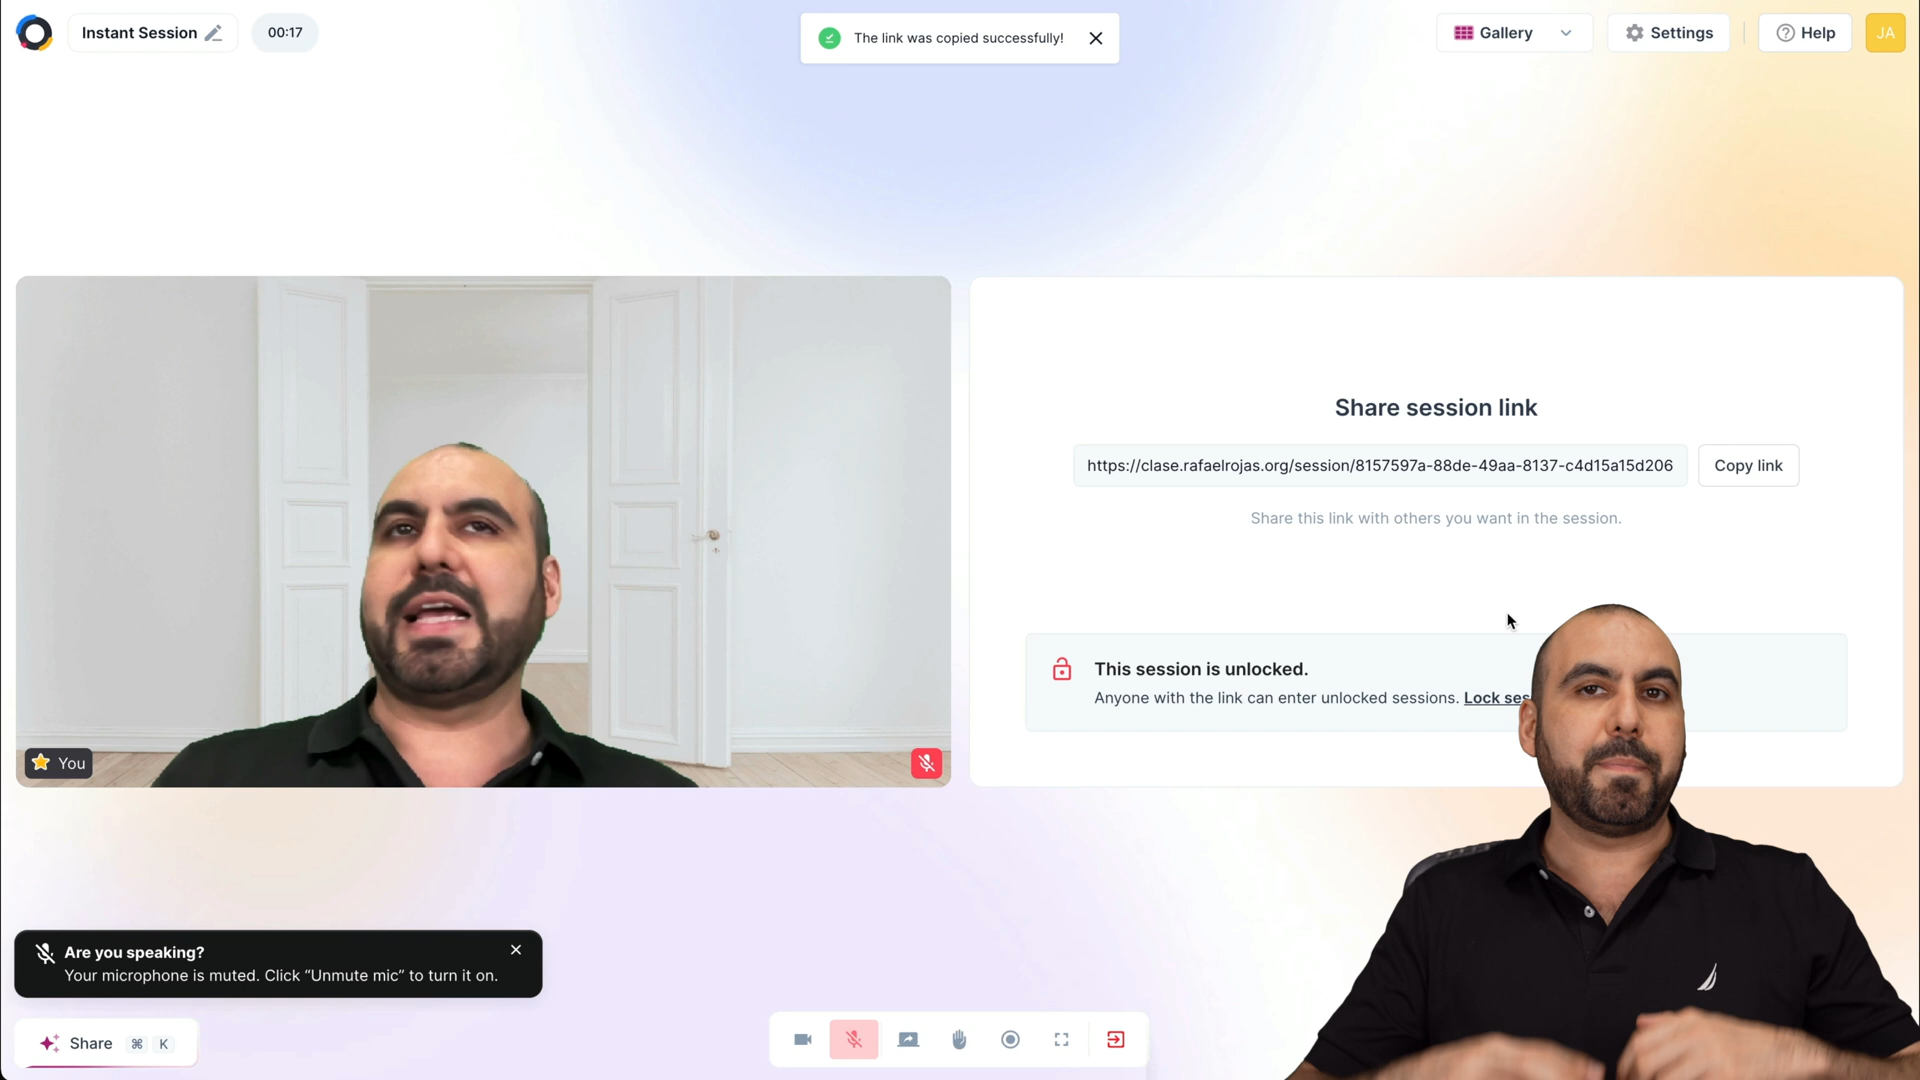 Instant Session
00:17
The link was copied successfully!
Gallery
Settings
Help
JA
Share session link
https://clase.rafaelrojas.org/session/8157597a-88de-49aa-8137-c4d15a15d206
Copy link
Share this link with others you want in the session.
This session is unlocked.
Anyone with the link can enter unlocked sessions. Lock
You
Are you speaking?
Your microphone is muted. Click “Unmute mic” to turn it on.
Share ⌘ K